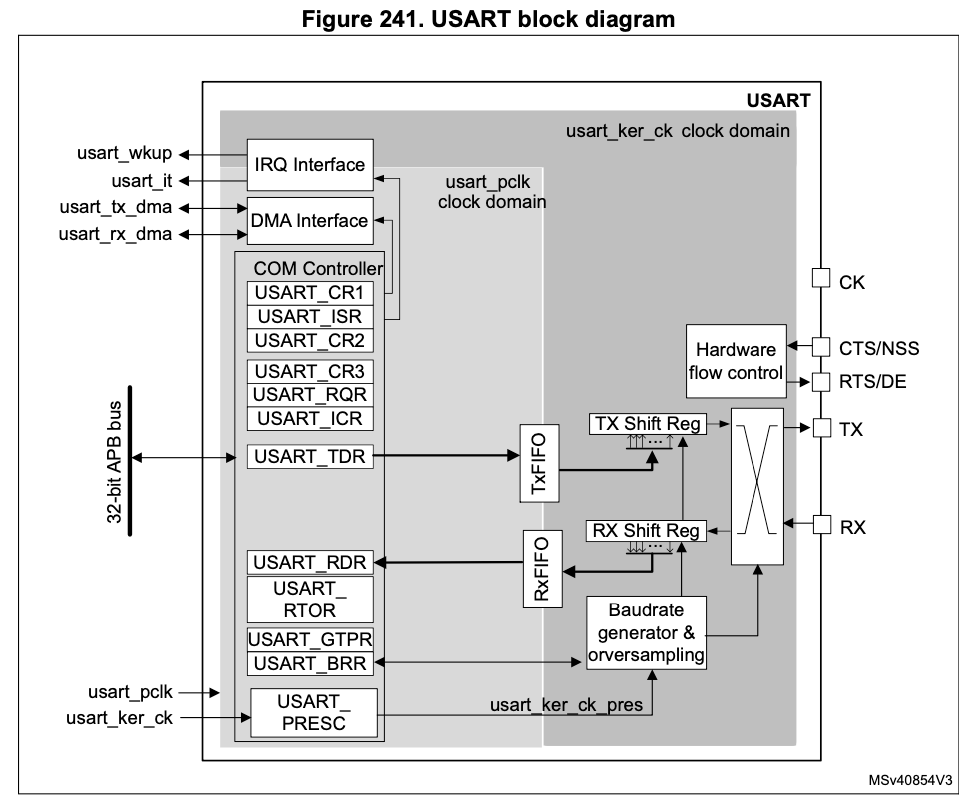 Figure 241. USART block diagram
USART
usart_ker_ck clock domain
usart_wkup
usart_it
IRQ Interface
usart_pclk
clock domain
usart_tx_dma
usart_rx_dma
DMA Interface
COM Controller
USART_CR1
USART_ISR
USART_CR2
USART_CR3
USART_RQR
USART_ICR
USART_TDR
32-bit APB bus
USART_RDR
USART_
RTOR
USART_GTPR
USART_BRR
usart_pclk
usart_ker_ck
USART_
PRESC
usart_ker_ck_pres
TxFIFO
RxFIFO
TX Shift Reg
...
RX Shift Reg
...
Baudrate
generator &
orversampling
Hardware
flow control
CK
CTS/NSS
RTS/DE
TX
RX
MSv40854V3